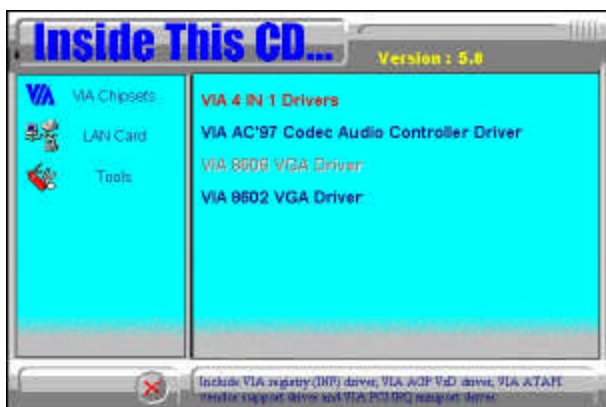 Inside This CD...
Version : 5.0
VIA
VIA Chipsets
LAN Card
Tools
VIA 4 IN 1 Drivers
VIA AC'97 Codec Audio Controller Driver
VIA 8606 VGA Driver
VIA 8602 VGA Driver
Include VIA registry (INF) driver, VIA AGP VxD driver, VIA ATAPI
vendor support driver and VIA PCI IRQ miniport driver